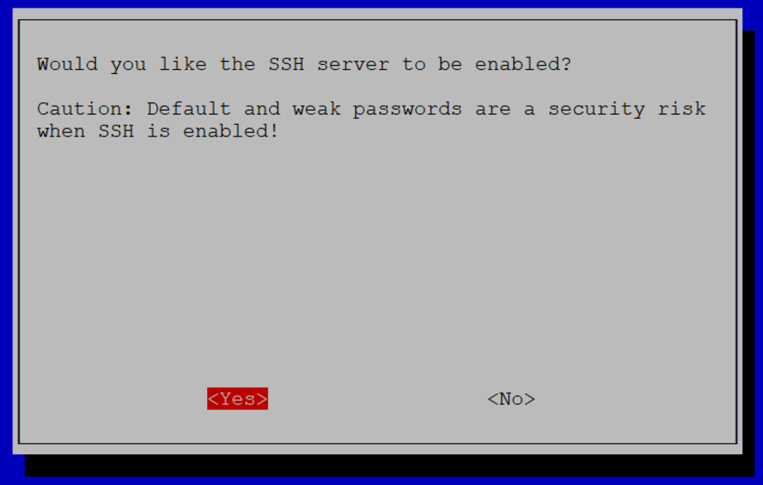 Would you like the SSH server to be enabled?
Caution: Default and weak passwords are a security risk
when SSH is enabled!
<Yes> <No>